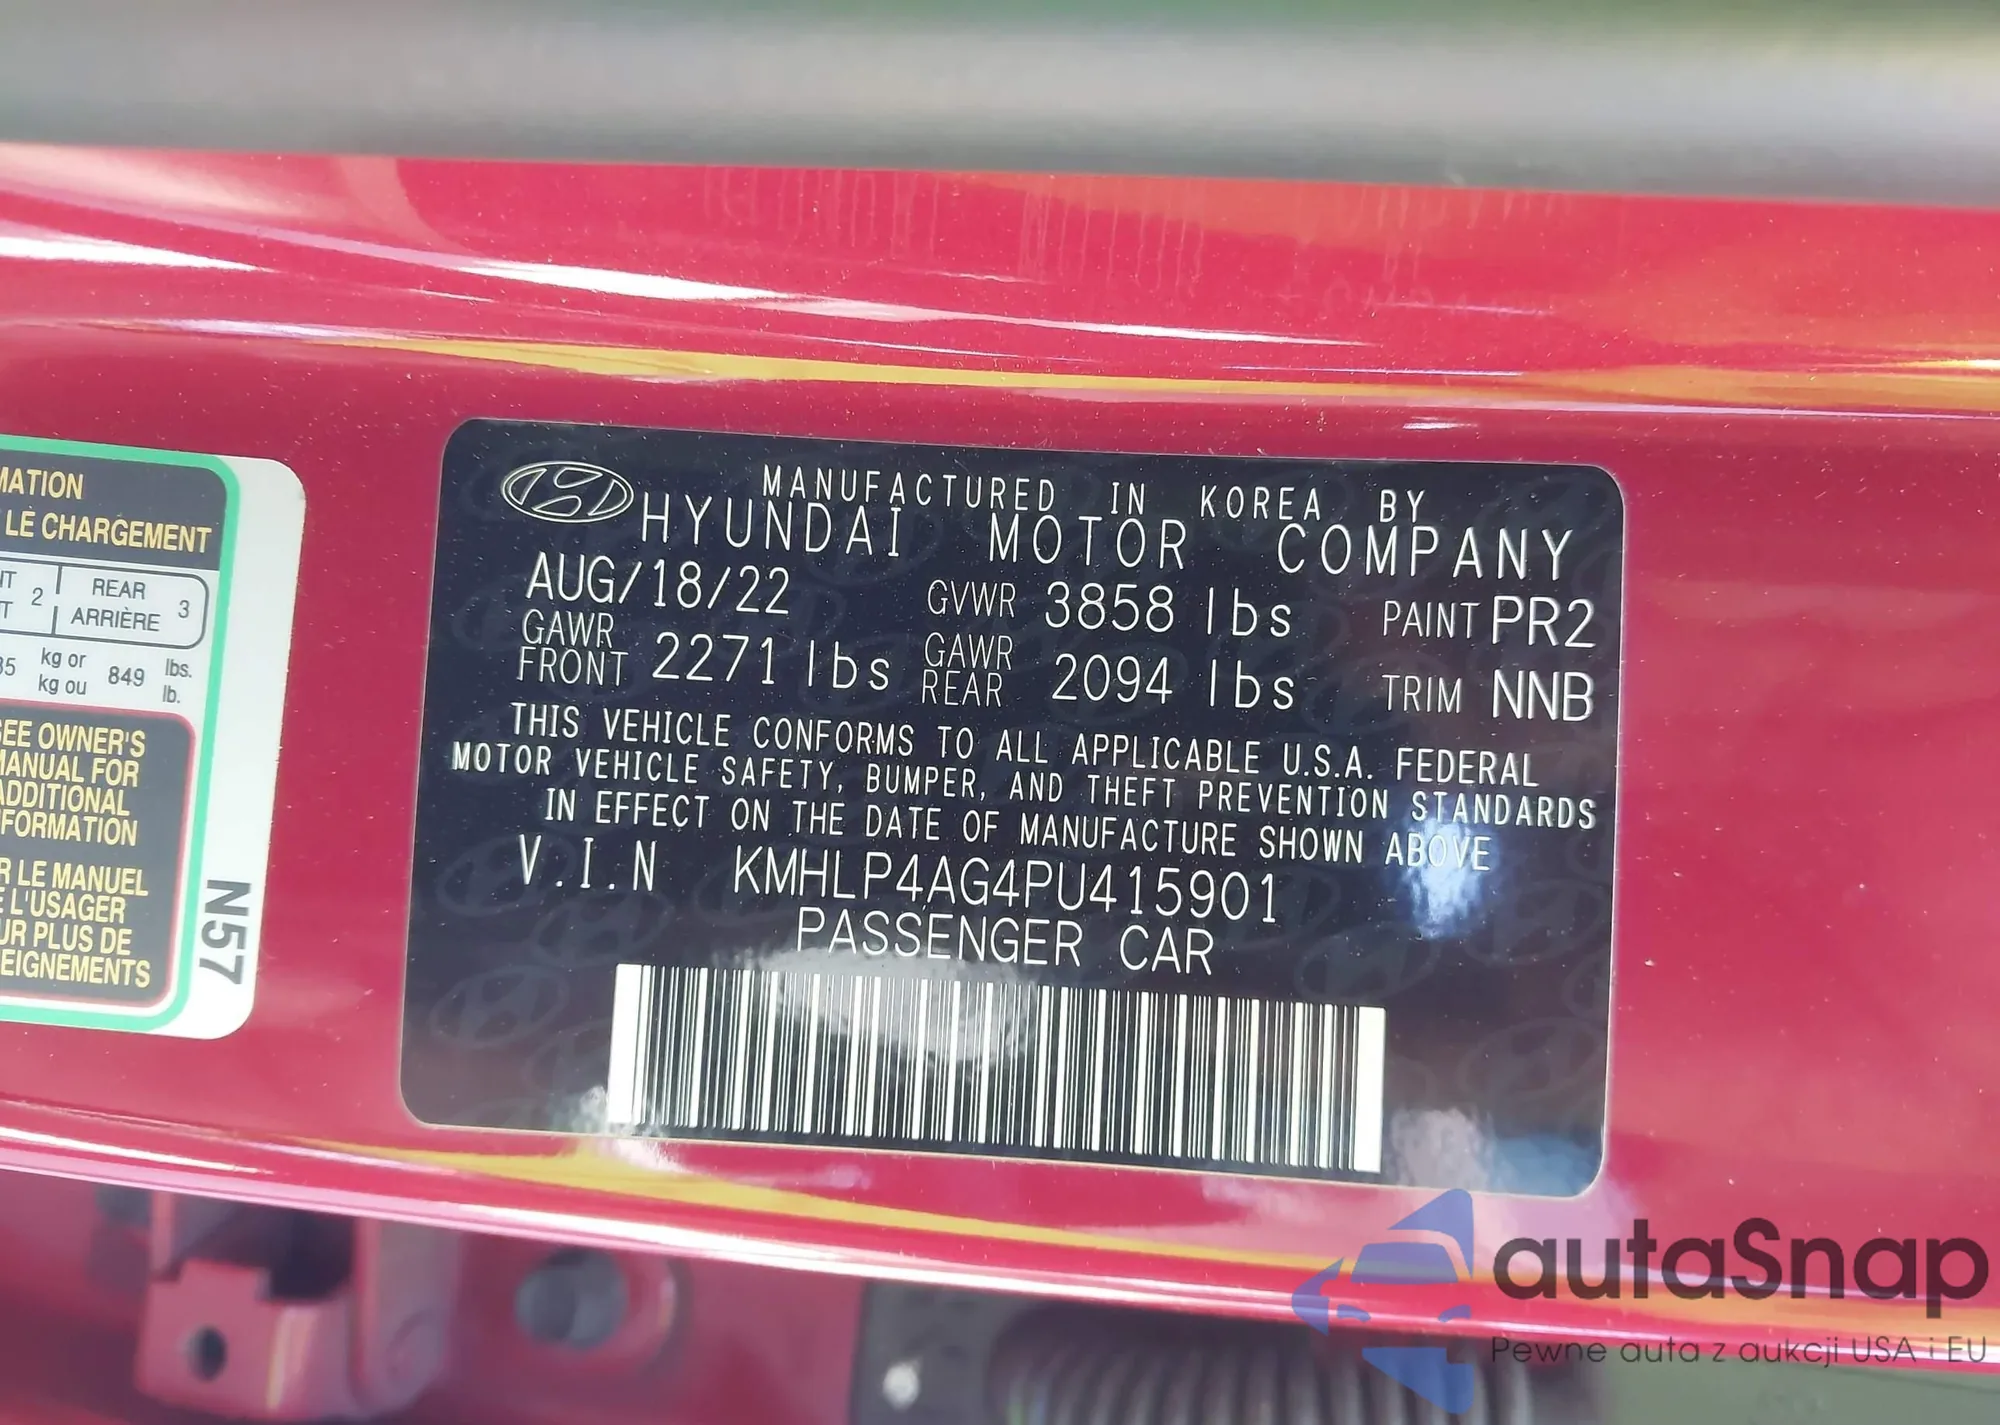 MATION
LE CHARGEMENT
NT 2 REAR 3
T ARRIÈRE
35 kg or 849 lbs.
kg ou lb.
SEE OWNER'S
MANUAL FOR
ADDITIONAL
FORMATION
R LE MANUEL
E L'USAGER
UR PLUS DE
EIGNEMENTS
N57
MANUFACTURED IN KOREA BY
HYUNDAI MOTOR COMPANY
AUG/18/22 GVWR 3858 lbs PAINT PR2
GAWR FRONT 2271 lbs GAWR REAR 2094 lbs TRIM NNB
THIS VEHICLE CONFORMS TO ALL APPLICABLE U.S.A. FEDERAL
MOTOR VEHICLE SAFETY, BUMPER, AND THEFT PREVENTION STANDARDS
IN EFFECT ON THE DATE OF MANUFACTURE SHOWN ABOVE
V.I.N KMHLP4AG4PU415901
PASSENGER CAR
autaSnap
Pewne auta z aukcji USA i EU